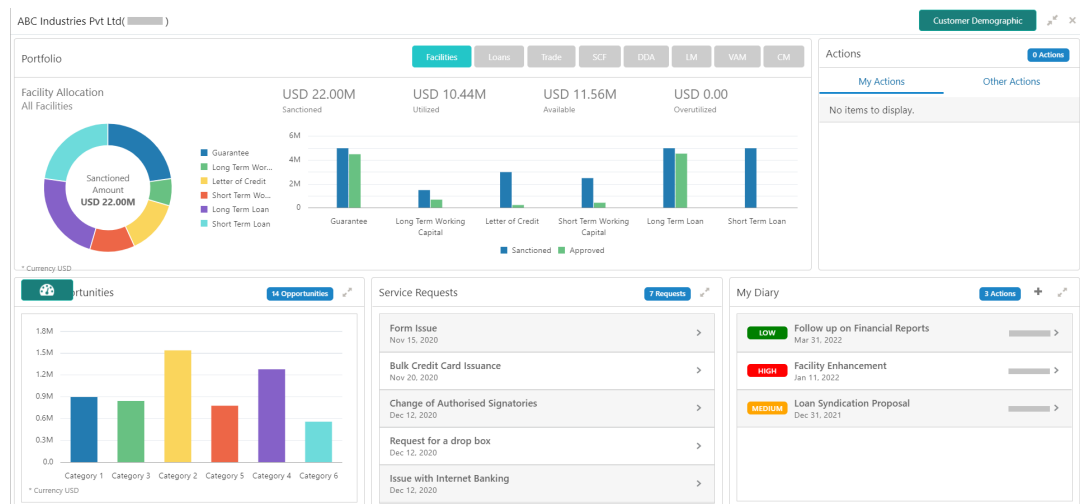 ABC Industries Pvt Ltd( )
Customer Demographic
Portfolio
Facilities
Loans
Trade
SCF
DDA
LM
VAM
CM
Facility Allocation
All Facilities
USD 22.00M
Sanctioned
USD 10.44M
Utilized
USD 11.56M
Available
USD 0.00
Overutilized
Sanctioned
Amount
USD 22.00M
Guarantee
Long Term Wor...
Letter of Credit
Short Term Wo...
Long Term Loan
Short Term Loan
6M
4M
2M
0
Guarantee
Long Term Working
Capital
Letter of Credit
Short Term Working
Capital
Long Term Loan
Short Term Loan
Sanctioned
Approved
* Currency USD
Actions
0 Actions
My Actions
Other Actions
No items to display.
rtunities
14 Opportunities
1.8M
1.5M
1.2M
0.9M
0.6M
0.3M
0.0
Category 1
Category 3
Category 2
Category 5
Category 4
Category 6
* Currency USD
Service Requests
7 Requests
Form Issue
Nov 15, 2020
Bulk Credit Card Issuance
Nov 20, 2020
Change of Authorised Signatories
Dec 12, 2020
Request for a drop box
Dec 12, 2020
Issue with Internet Banking
Dec 12, 2020
My Diary
3 Actions
LOW
Follow up on Financial Reports
Mar 31, 2022
HIGH
Facility Enhancement
Jan 11, 2022
MEDIUM
Loan Syndication Proposal
Dec 31, 2021